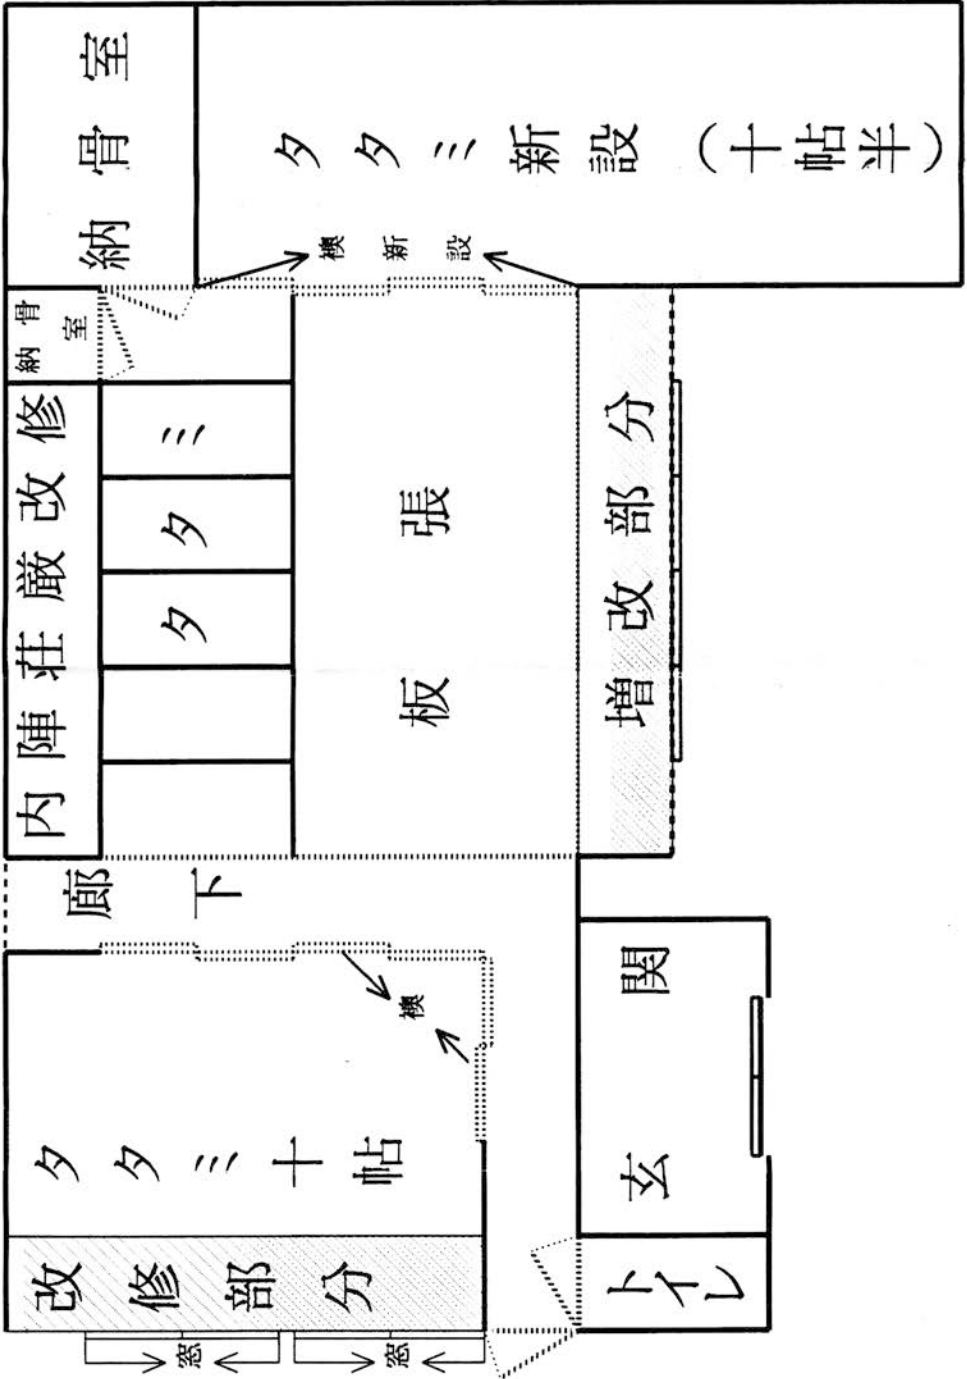 納骨室
タタミ新設(十帖半)
襖新設
納骨
室
内陣荘厳改修
タタミ
板張
増改部分
廊下
襖
タタミ十帖
改修部分
窓
窓
玄関
トイレ